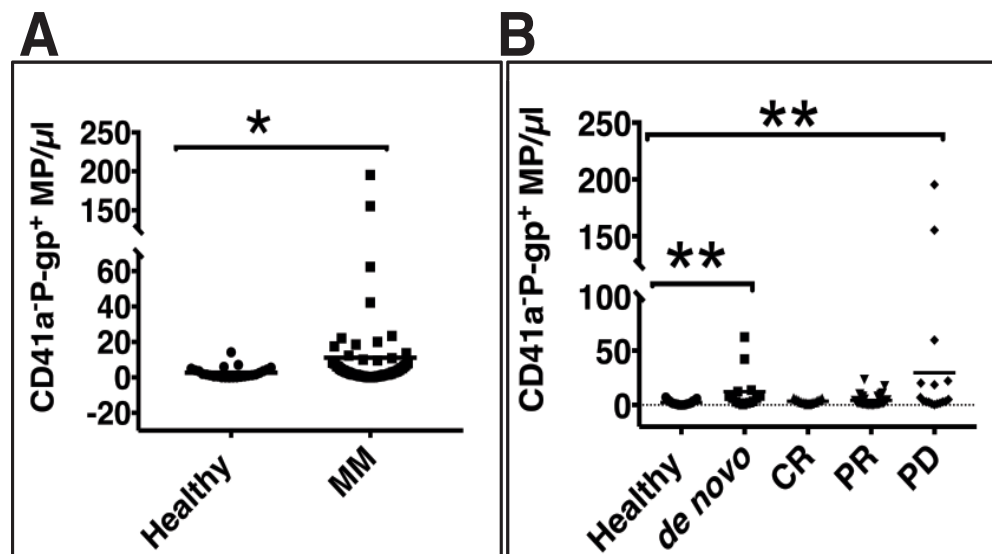 A
B
CD41a⁻P-gp⁺ MP/µl
250
200
150
60
40
20
0
-20
*
Healthy
MM
CD41a⁻P-gp⁺ MP/µl
250
200
150
100
50
0
**
**
Healthy
de novo
CR
PR
PD